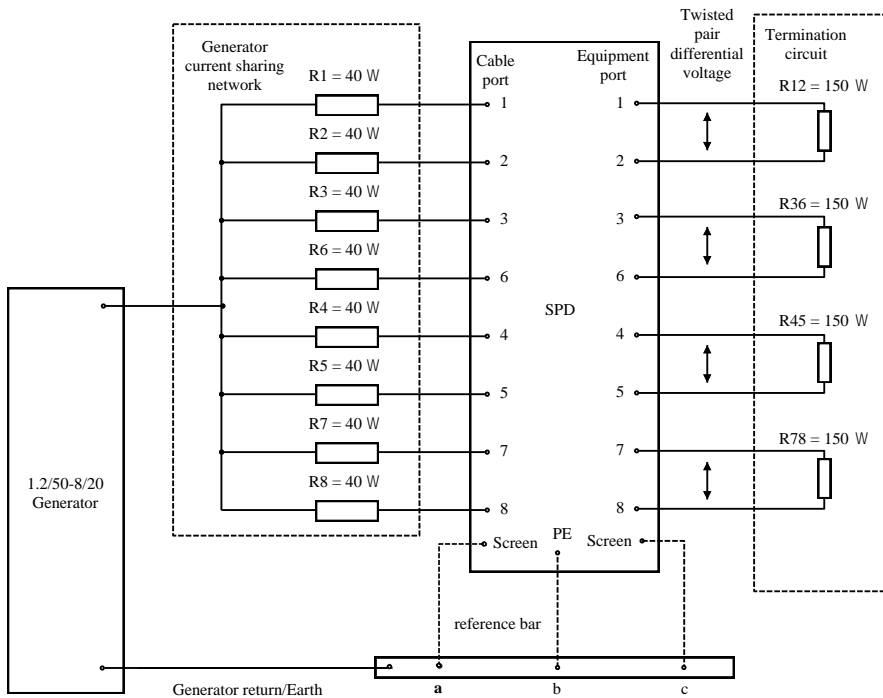 Generator
current sharing
network
R1 = 40 W
R2 = 40 W
R3 = 40 W
R6 = 40 W
R4 = 40 W
R5 = 40 W
R7 = 40 W
R8 = 40 W
1.2/50-8/20
Generator
Cable
port
1
2
3
6
4
5
7
8
Screen
SPD
PE
Equipment
port
1
2
3
6
4
5
7
8
Screen
Twisted
pair
differential
voltage
Termination
circuit
R12 = 150 W
R36 = 150 W
R45 = 150 W
R78 = 150 W
reference bar
Generator return/Earth
a
b
c